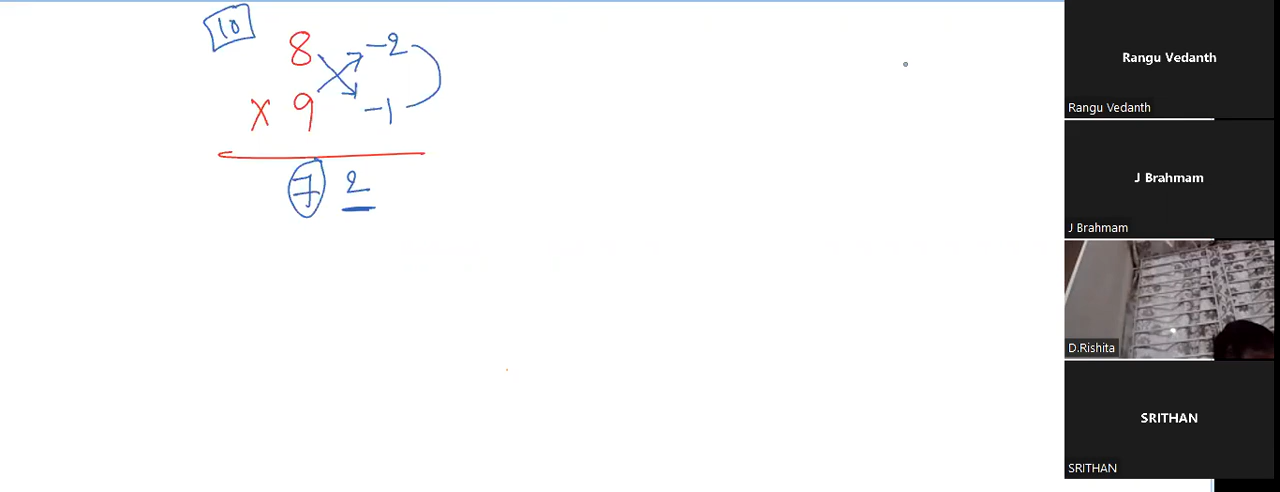 10
8 -2
x 9 -1
7 2
Rangu Vedanth
Rangu Vedanth
J Brahmam
J Brahmam
D.Rishita
SRITHAN
SRITHAN